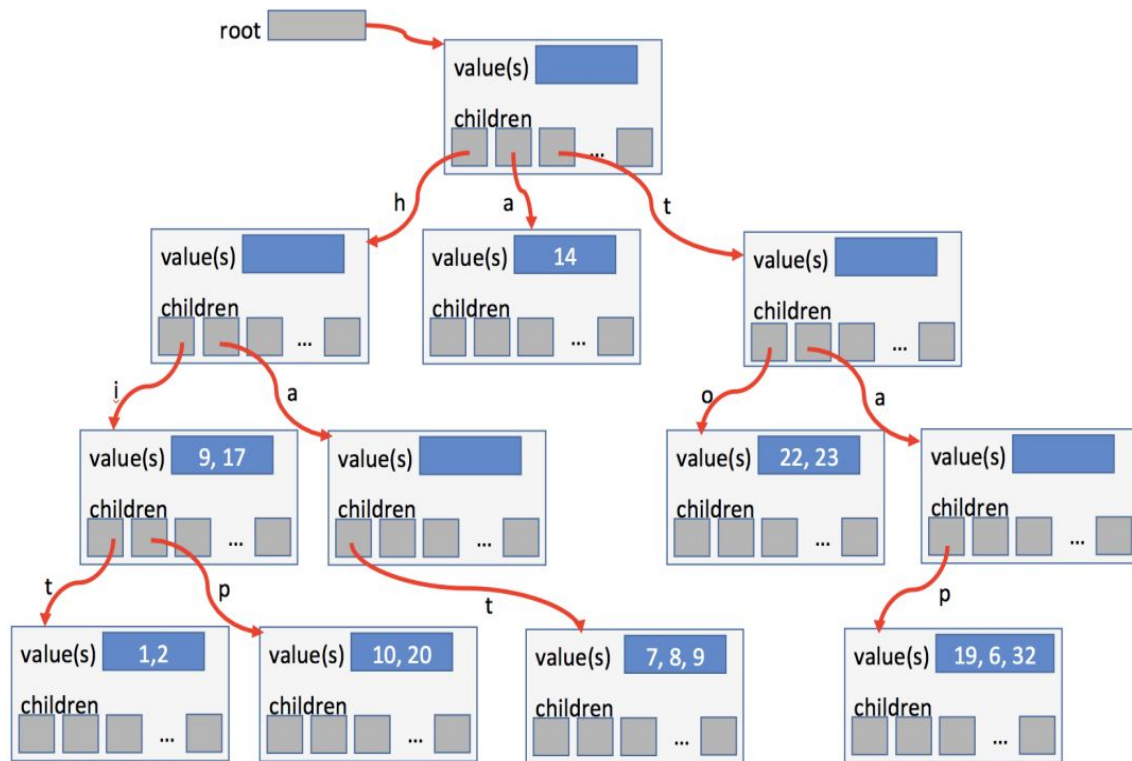 root
value(s)
children
...
h
a
t
value(s)
children
...
value(s) 14
children
...
value(s)
children
...
i
a
o
a
value(s) 9, 17
children
...
value(s)
children
...
value(s) 22, 23
children
...
value(s)
children
...
t
p
t
p
value(s) 1,2
children
...
value(s) 10, 20
children
...
value(s) 7, 8, 9
children
...
value(s) 19, 6, 32
children
...